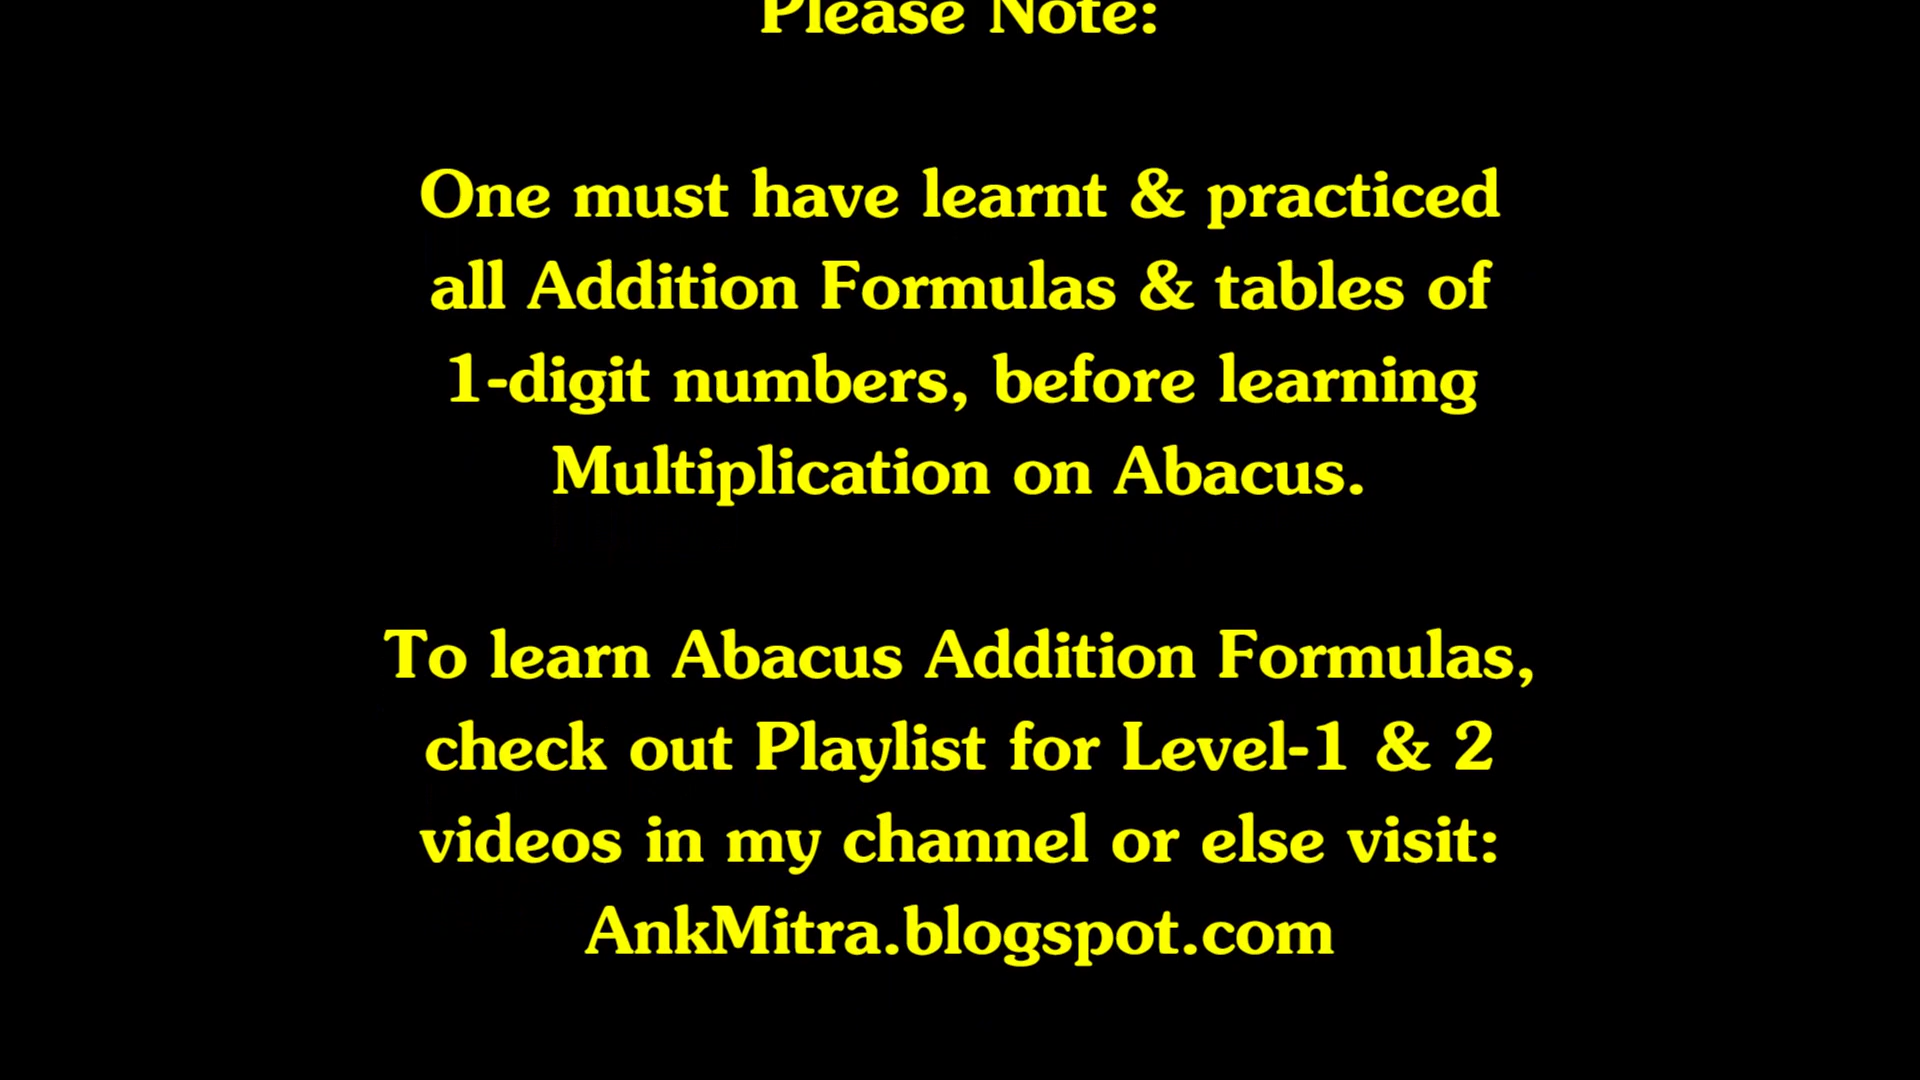 Please Note:
One must have learnt & practiced
all Addition Formulas & tables of
1-digit numbers, before learning
Multiplication on Abacus.
To learn Abacus Addition Formulas,
check out Playlist for Level-1 & 2
videos in my channel or else visit:
AnkMitra.blogspot.com